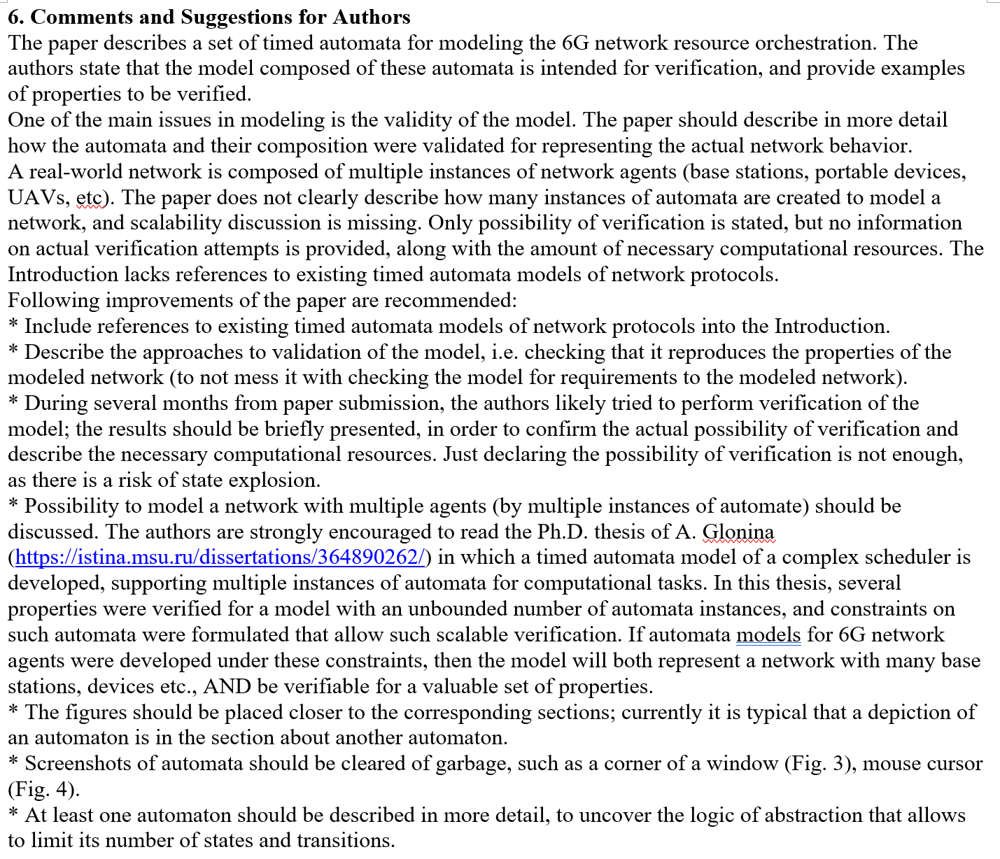 6. Comments and Suggestions for Authors
The paper describes a set of timed automata for modeling the 6G network resource orchestration. The
authors state that the model composed of these automata is intended for verification, and provide examples
of properties to be verified.
One of the main issues in modeling is the validity of the model. The paper should describe in more detail
how the automata and their composition were validated for representing the actual network behavior.
A real-world network is composed of multiple instances of network agents (base stations, portable devices,
UAVs, etc). The paper does not clearly describe how many instances of automata are created to model a
network, and scalability discussion is missing. Only possibility of verification is stated, but no information
on actual verification attempts is provided, along with the amount of necessary computational resources. The
Introduction lacks references to existing timed automata models of network protocols.
Following improvements of the paper are recommended:
* Include references to existing timed automata models of network protocols into the Introduction.
* Describe the approaches to validation of the model, i.e. checking that it reproduces the properties of the
modeled network (to not mess it with checking the model for requirements to the modeled network).
* During several months from paper submission, the authors likely tried to perform verification of the
model; the results should be briefly presented, in order to confirm the actual possibility of verification and
describe the necessary computational resources. Just declaring the possibility of verification is not enough,
as there is a risk of state explosion.
* Possibility to model a network with multiple agents (by multiple instances of automate) should be
discussed. The authors are strongly encouraged to read the Ph.D. thesis of A. Glonina
(https://istina.msu.ru/dissertations/364890262/) in which a timed automata model of a complex scheduler is
developed, supporting multiple instances of automata for computational tasks. In this thesis, several
properties were verified for a model with an unbounded number of automata instances, and constraints on
such automata were formulated that allow such scalable verification. If automata models for 6G network
agents were developed under these constraints, then the model will both represent a network with many base
stations, devices etc., AND be verifiable for a valuable set of properties.
* The figures should be placed closer to the corresponding sections; currently it is typical that a depiction of
an automaton is in the section about another automaton.
* Screenshots of automata should be cleared of garbage, such as a corner of a window (Fig. 3), mouse cursor
(Fig. 4).
* At least one automaton should be described in more detail, to uncover the logic of abstraction that allows
to limit its number of states and transitions.